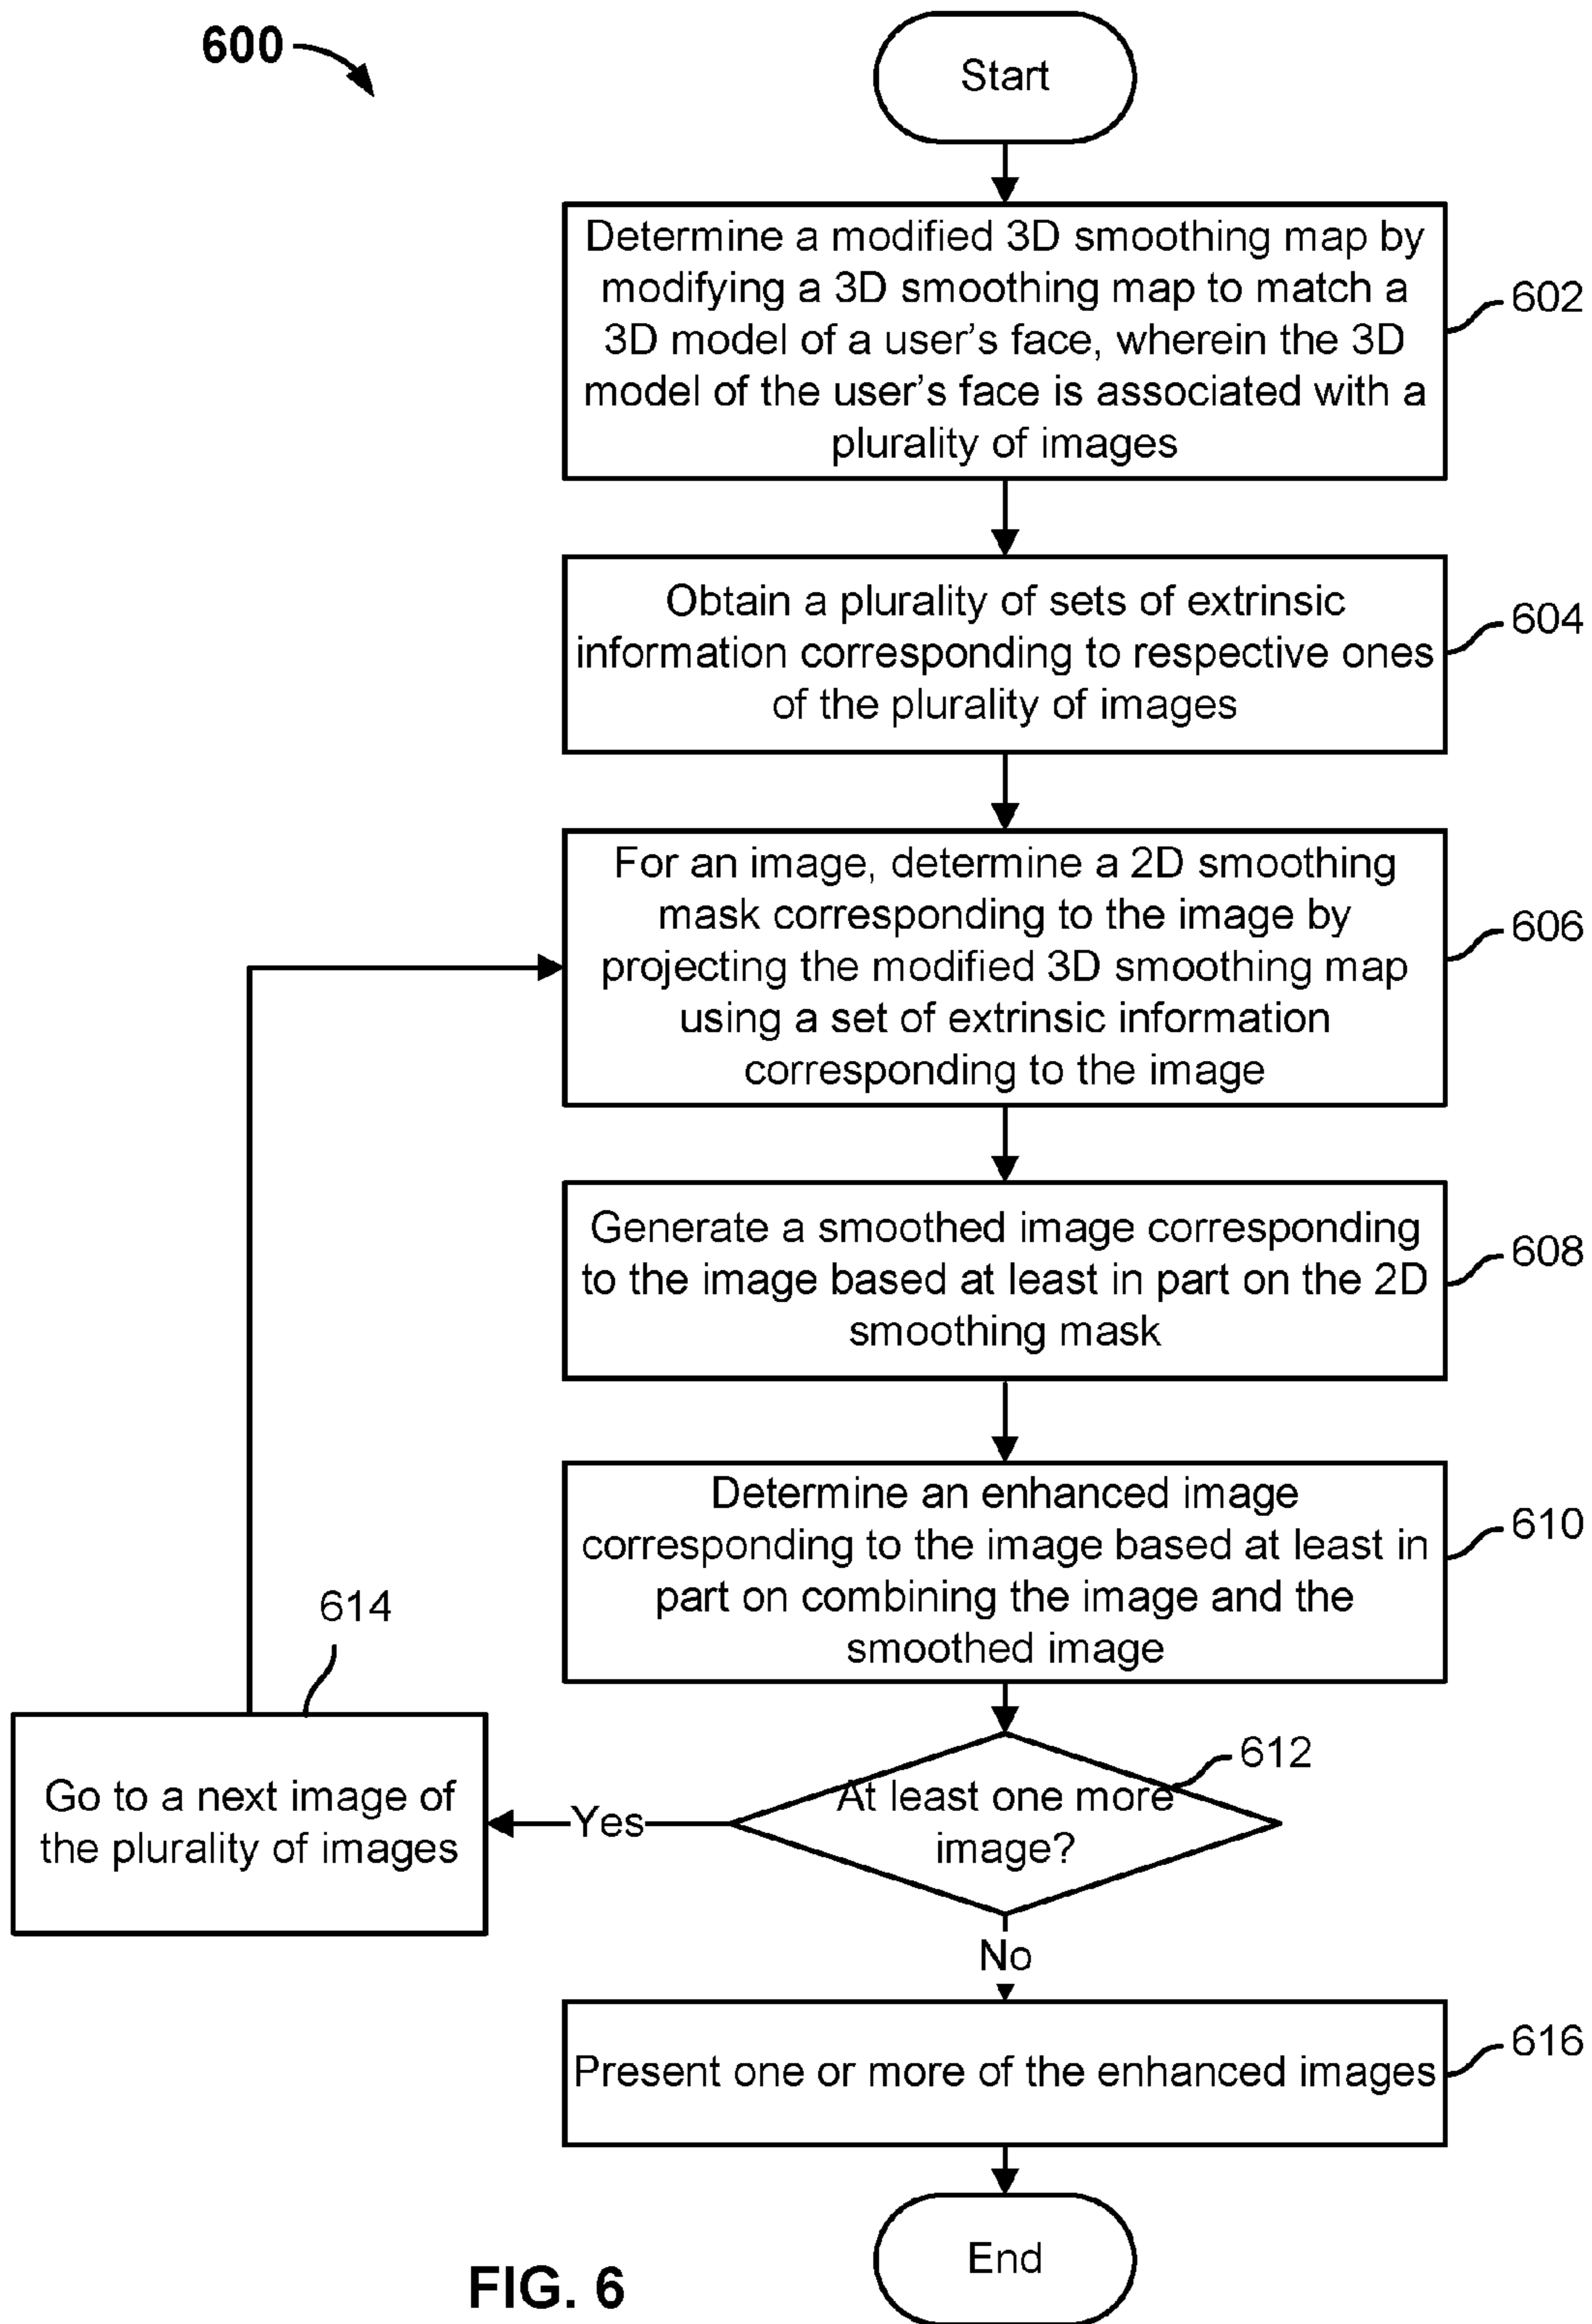 600
Start
Determine a modified 3D smoothing map by
modifying a 3D smoothing map to match a
3D model of a user's face, wherein the 3D
model of the user's face is associated with a
plurality of images
602
Obtain a plurality of sets of extrinsic
information corresponding to respective ones
of the plurality of images
604
For an image, determine a 2D smoothing
mask corresponding to the image by
projecting the modified 3D smoothing map
using a set of extrinsic information
corresponding to the image
606
Generate a smoothed image corresponding
to the image based at least in part on the 2D
smoothing mask
608
Determine an enhanced image
corresponding to the image based at least in
part on combining the image and the
smoothed image
610
614
Go to a next image of
the plurality of images
Yes
At least one more
image?
612
No
Present one or more of the enhanced images
616
End
FIG. 6